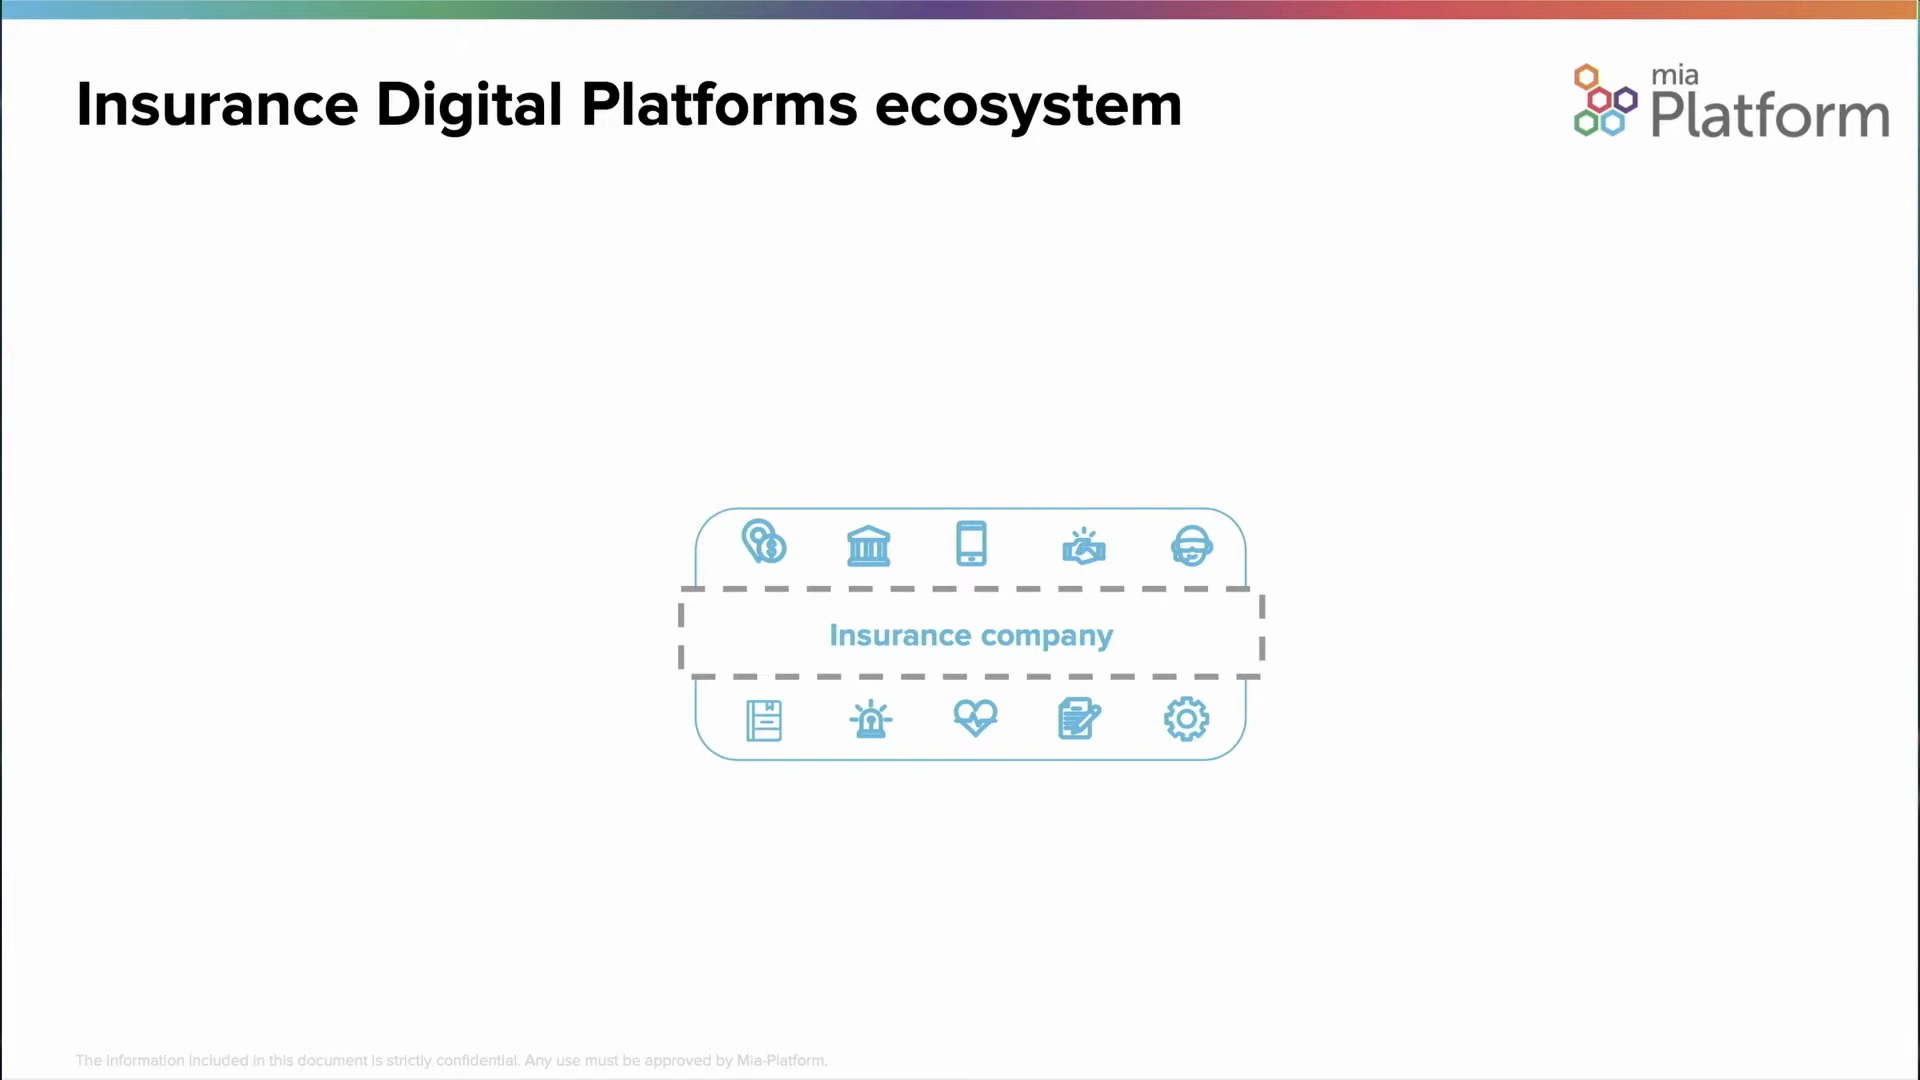 Insurance Digital Platforms ecosystem
mia
Platform
Insurance company
The information included in this document is strictly confidential. Any use must be approved by Mia-Platform.